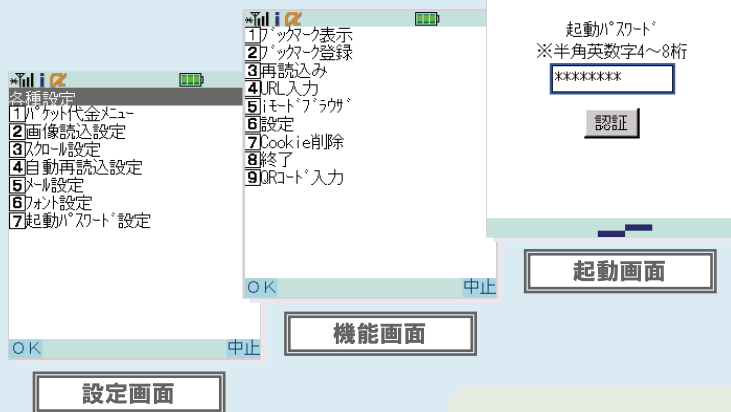 各種設定
1ﾊﾟｹｯﾄ代金ﾒﾆｭｰ
2画像読込設定
3ｽｸﾛｰﾙ設定
4自動再読込設定
5ﾒｰﾙ設定
6ﾌｫﾝﾄ設定
7起動ﾊﾟｽﾜｰﾄﾞ設定
OK 中止
設定画面
1ﾌﾞｯｸﾏｰｸ表示
2ﾌﾞｯｸﾏｰｸ登録
3再読込み
4URL入力
5iﾓｰﾄﾞﾌﾞﾗｳｻﾞ
6設定
7Cookie削除
8終了
9QRｺｰﾄﾞ入力
OK 中止
機能画面
起動ﾊﾟｽﾜｰﾄﾞ
※半角英数字4～8桁
********
認証
起動画面